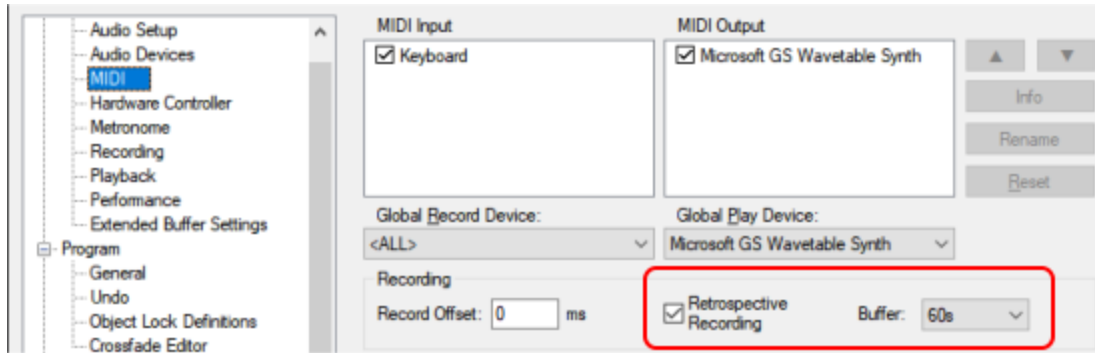 Audio Setup
Audio Devices
MIDI
Hardware Controller
Metronome
Recording
Playback
Performance
Extended Buffer Settings
Program
General
Undo
Object Lock Definitions
Crossfade Editor
MIDI Input
Keyboard
MIDI Output
Microsoft GS Wavetable Synth
Info
Rename
Reset
Global Record Device:
<ALL>
Global Play Device:
Microsoft GS Wavetable Synth
Recording
Record Offset: 0 ms
Retrospective
Recording
Buffer: 60s